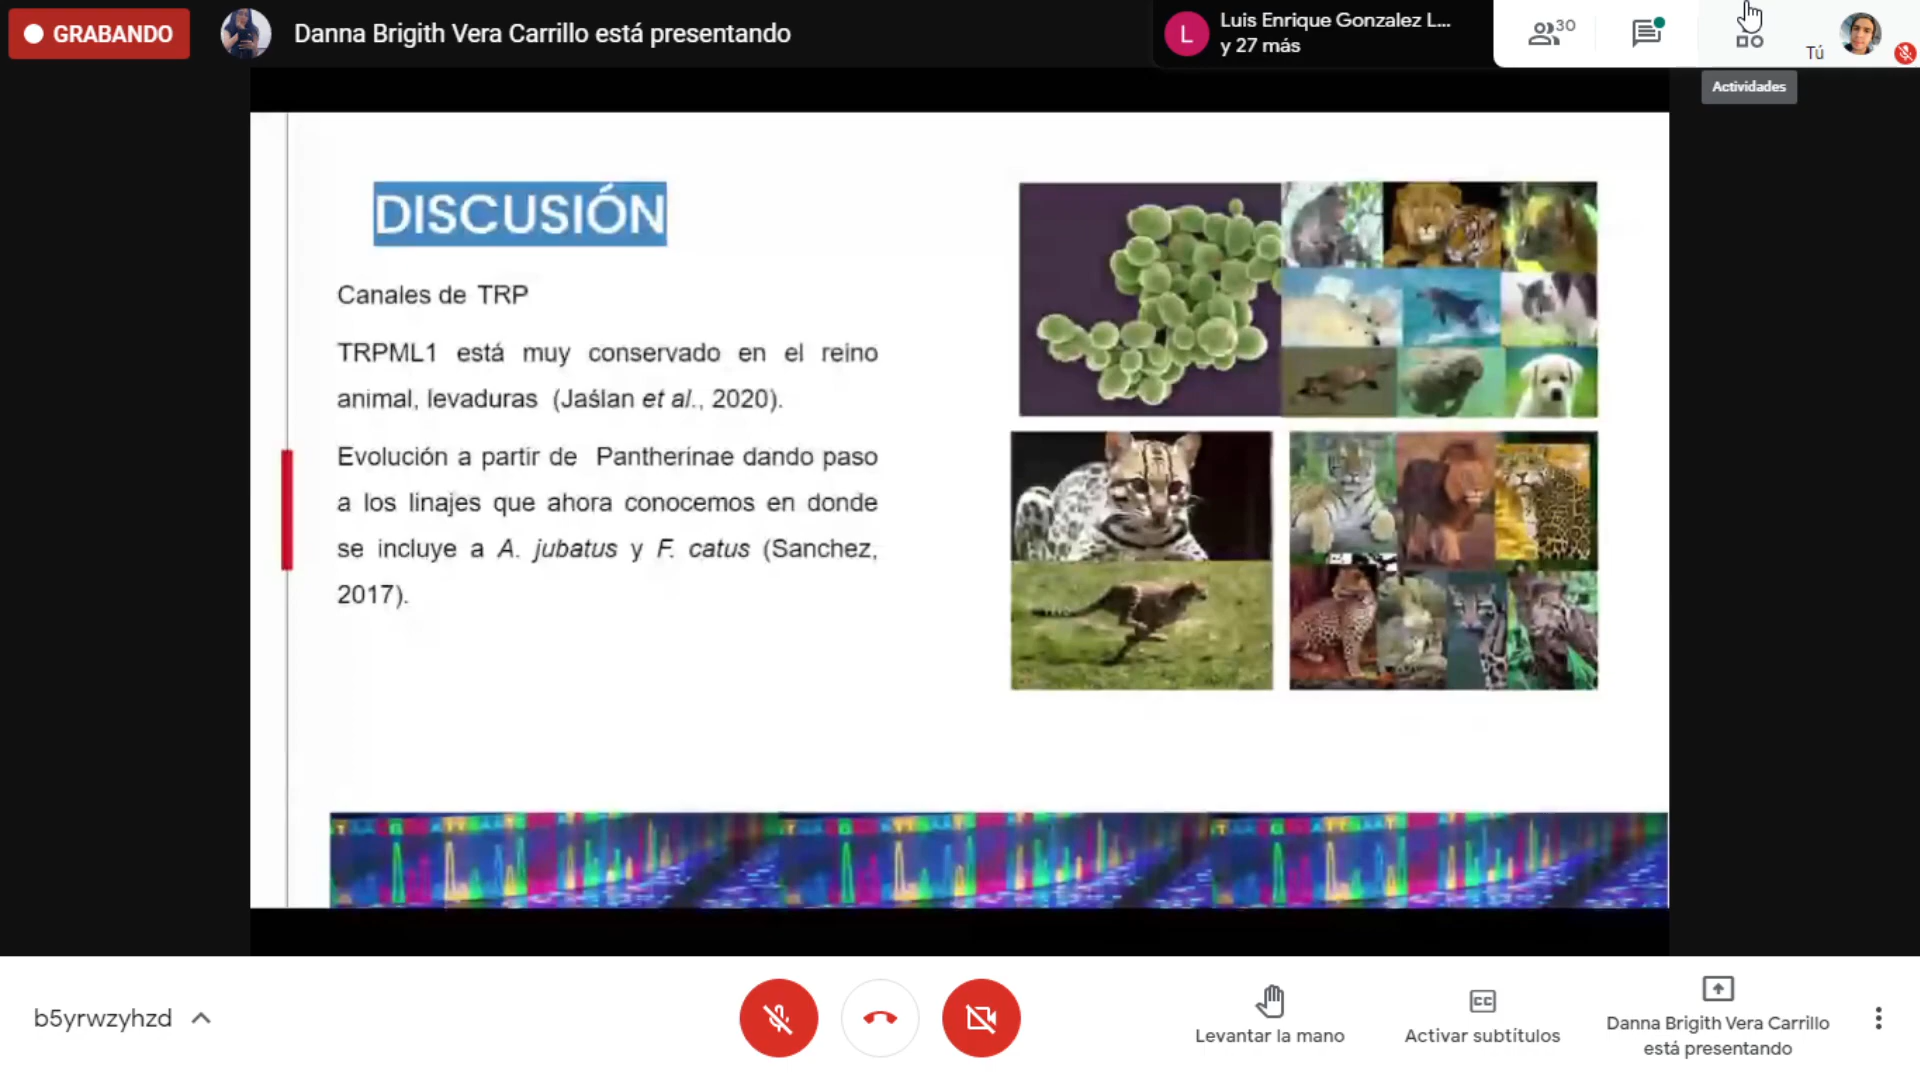 GRABANDO
Danna Brigith Vera Carrillo está presentando
L
Luis Enrique Gonzalez L...
y 27 más
30
Tú
Actividades
DISCUSIÓN
Canales de TRP
TRPML1 está muy conservado en el reino
animal, levaduras (Jaślan et al., 2020).
Evolución a partir de Pantherinae dando paso
a los linajes que ahora conocemos en donde
se incluye a A. jubatus y F. catus (Sanchez,
2017).
b5yrwzyhzd
Levantar la mano
CC
Activar subtítulos
Danna Brigith Vera Carrillo
está presentando